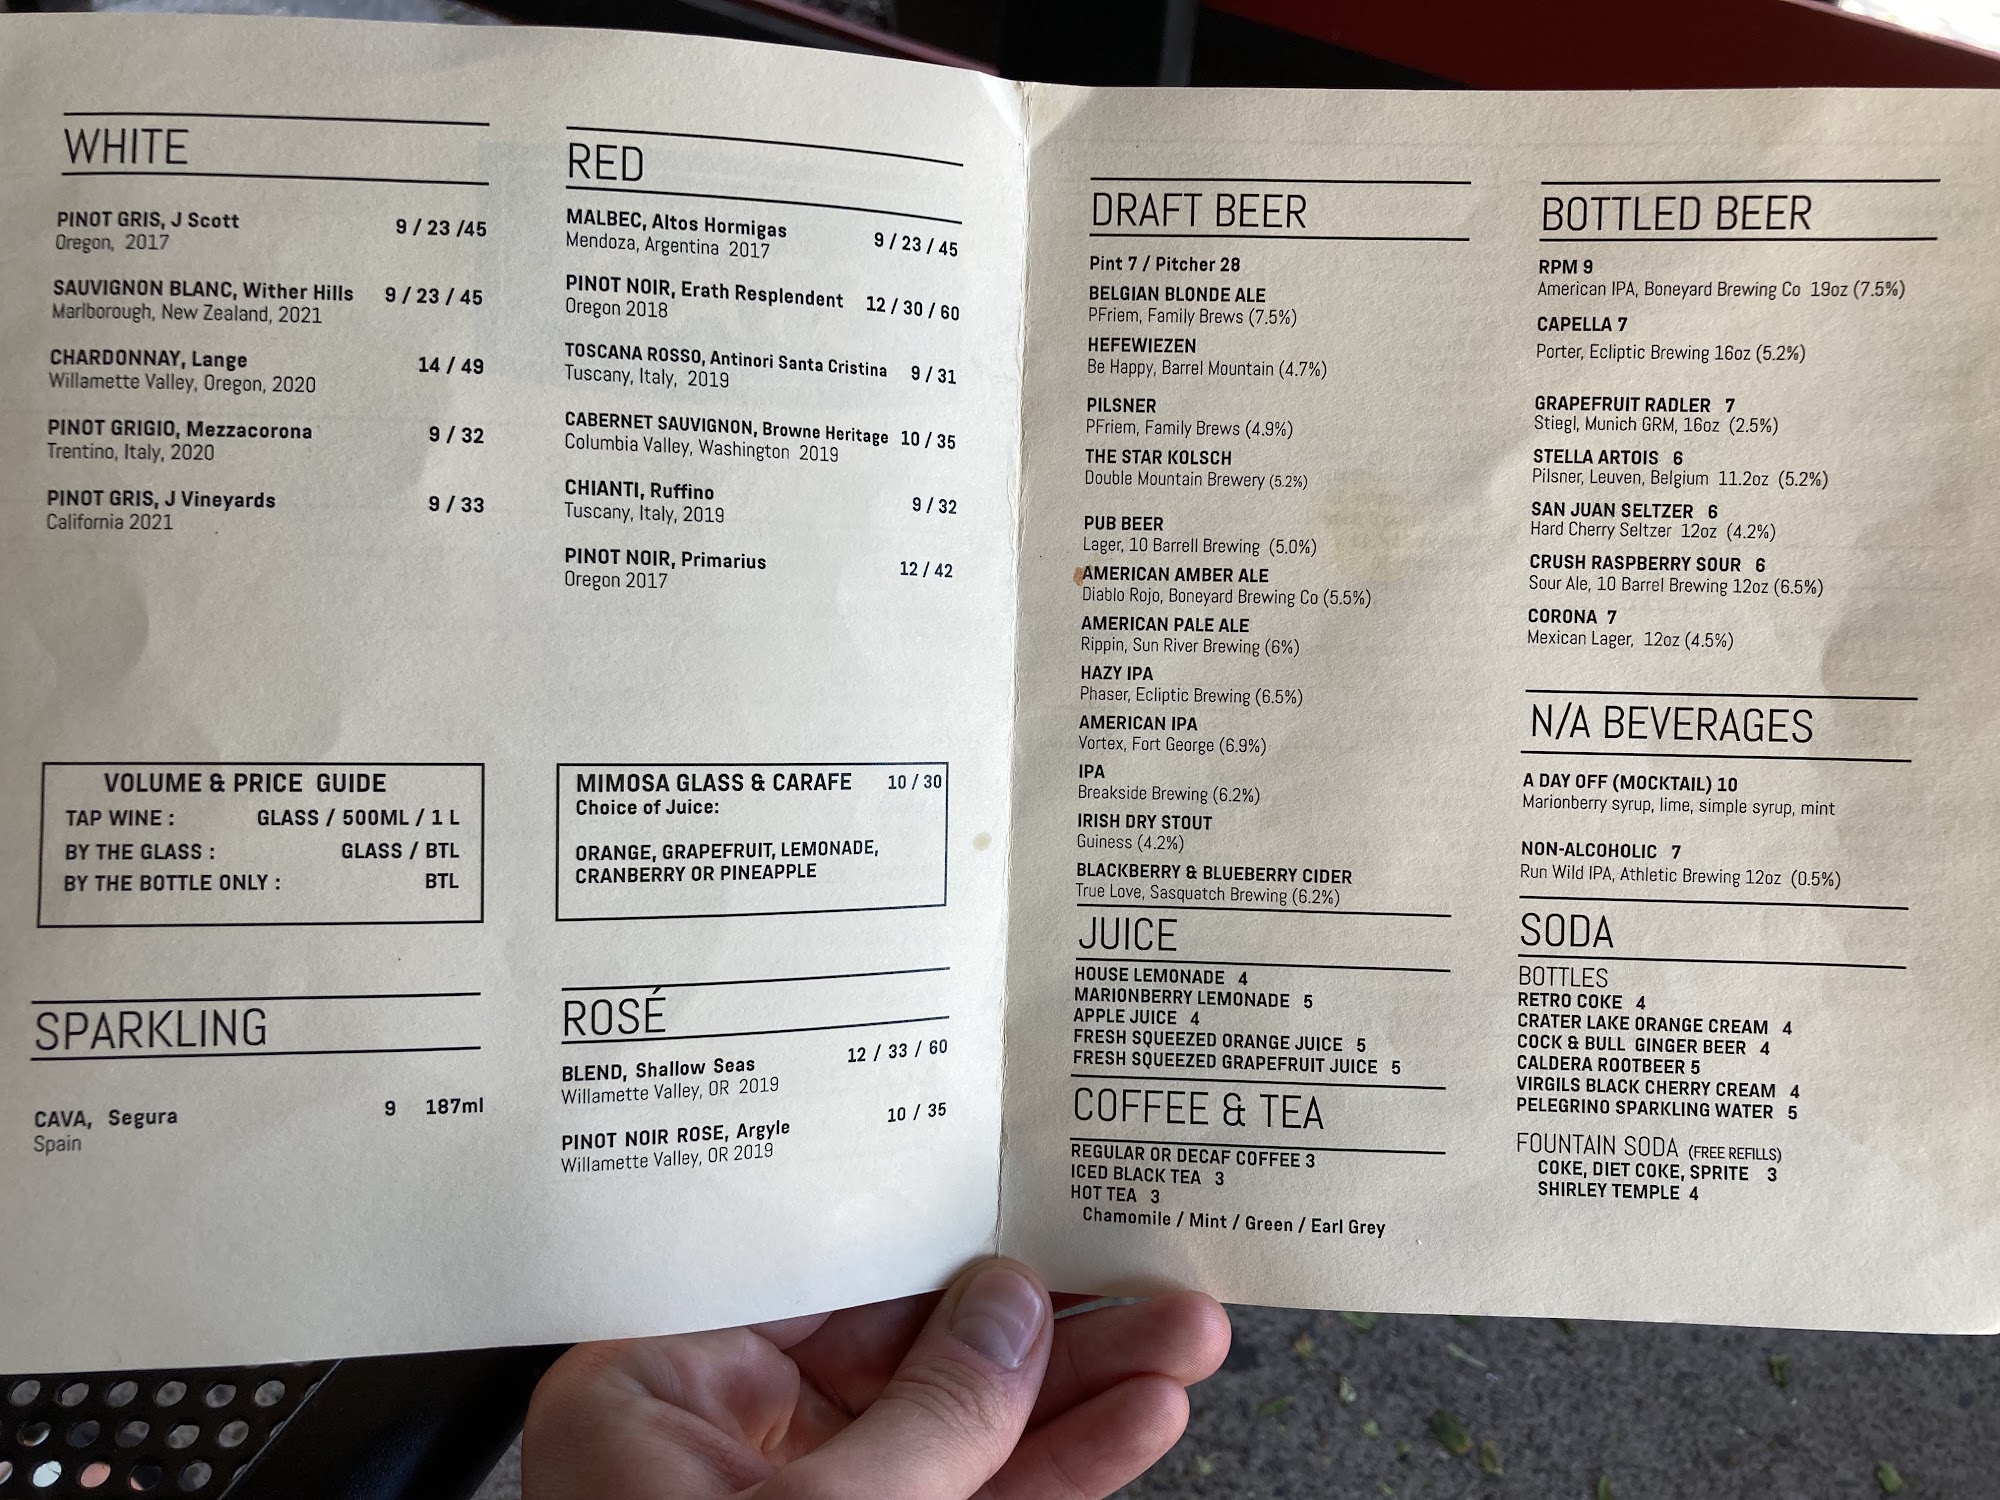 WHITE
PINOT GRIS, J Scott 9 / 23 /45
Oregon, 2017
SAUVIGNON BLANC, Wither Hills 9 / 23 / 45
Marlborough, New Zealand, 2021
CHARDONNAY, Lange 14 / 49
Willamette Valley, Oregon, 2020
PINOT GRIGIO, Mezzacorona 9 / 32
Trentino, Italy, 2020
PINOT GRIS, J Vineyards 9 / 33
California 2021
VOLUME & PRICE GUIDE
TAP WINE : GLASS / 500ML / 1 L
BY THE GLASS : GLASS / BTL
BY THE BOTTLE ONLY : BTL
SPARKLING
CAVA, Segura 9 187ml
Spain
RED
MALBEC, Altos Hormigas 9 / 23 / 45
Mendoza, Argentina 2017
PINOT NOIR, Erath Resplendent 12 / 30 / 60
Oregon 2018
TOSCANA ROSSO, Antinori Santa Cristina 9 / 31
Tuscany, Italy, 2019
CABERNET SAUVIGNON, Browne Heritage 10 / 35
Columbia Valley, Washington 2019
CHIANTI, Ruffino 9 / 32
Tuscany, Italy, 2019
PINOT NOIR, Primarius 12 / 42
Oregon 2017
MIMOSA GLASS & CARAFE 10 / 30
Choice of Juice:
ORANGE, GRAPEFRUIT, LEMONADE,
CRANBERRY OR PINEAPPLE
ROSÉ
BLEND, Shallow Seas 12 / 33 / 60
Willamette Valley, OR 2019
PINOT NOIR ROSE, Argyle 10 / 35
Willamette Valley, OR 2019
DRAFT BEER
Pint 7 / Pitcher 28
BELGIAN BLONDE ALE
PFriem, Family Brews (7.5%)
HEFEWIEZEN
Be Happy, Barrel Mountain (4.7%)
PILSNER
PFriem, Family Brews (4.9%)
THE STAR KOLSCH
Double Mountain Brewery (5.2%)
PUB BEER
Lager, 10 Barrell Brewing (5.0%)
AMERICAN AMBER ALE
Diablo Rojo, Boneyard Brewing Co (5.5%)
AMERICAN PALE ALE
Rippin, Sun River Brewing (6%)
HAZY IPA
Phaser, Ecliptic Brewing (6.5%)
AMERICAN IPA
Vortex, Fort George (6.9%)
IPA
Breakside Brewing (6.2%)
IRISH DRY STOUT
Guiness (4.2%)
BLACKBERRY & BLUEBERRY CIDER
True Love, Sasquatch Brewing (6.2%)
JUICE
HOUSE LEMONADE 4
MARIONBERRY LEMONADE 5
APPLE JUICE 4
FRESH SQUEEZED ORANGE JUICE 5
FRESH SQUEEZED GRAPEFRUIT JUICE 5
COFFEE & TEA
REGULAR OR DECAF COFFEE 3
ICED BLACK TEA 3
HOT TEA 3
Chamomile / Mint / Green / Earl Grey
BOTTLED BEER
RPM 9
American IPA, Boneyard Brewing Co 19oz (7.5%)
CAPELLA 7
Porter, Ecliptic Brewing 16oz (5.2%)
GRAPEFRUIT RADLER 7
Stiegl, Munich GRM, 16oz (2.5%)
STELLA ARTOIS 6
Pilsner, Leuven, Belgium 11.2oz (5.2%)
SAN JUAN SELTZER 6
Hard Cherry Seltzer 12oz (4.2%)
CRUSH RASPBERRY SOUR 6
Sour Ale, 10 Barrel Brewing 12oz (6.5%)
CORONA 7
Mexican Lager, 12oz (4.5%)
N/A BEVERAGES
A DAY OFF (MOCKTAIL) 10
Marionberry syrup, lime, simple syrup, mint
NON-ALCOHOLIC 7
Run Wild IPA, Athletic Brewing 12oz (0.5%)
SODA
BOTTLES
RETRO COKE 4
CRATER LAKE ORANGE CREAM 4
COCK & BULL GINGER BEER 4
CALDERA ROOTBEER 5
VIRGILS BLACK CHERRY CREAM 4
PELEGRINO SPARKLING WATER 5
FOUNTAIN SODA (FREE REFILLS)
COKE, DIET COKE, SPRITE 3
SHIRLEY TEMPLE 4